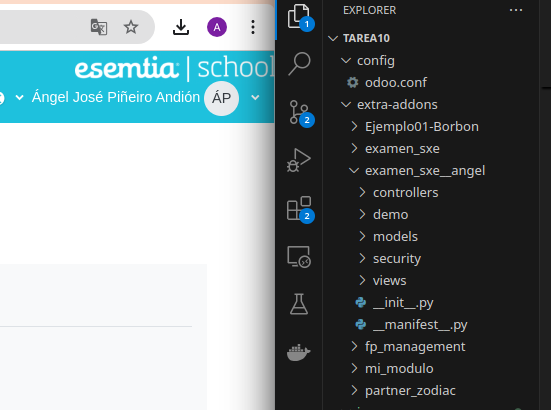 A
esemtia | school
Ángel José Piñeiro Andión
ÁP
EXPLORER
1
TAREA10
config
odoo.conf
extra-addons
2
Ejemplo01-Borbon
examen_sxe
examen_sxe__angel
controllers
2
demo
models
security
views
__init__.py
__manifest__.py
fp_management
mi_modulo
partner_zodiac